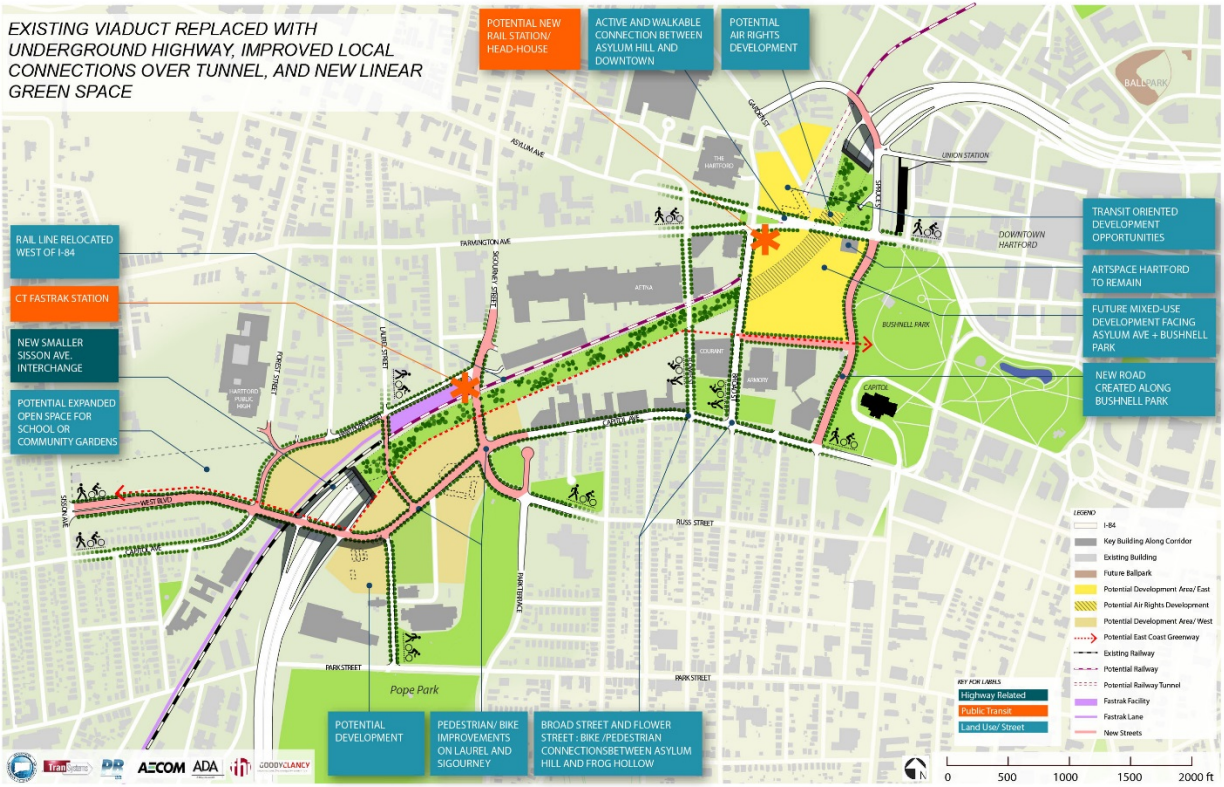 EXISTING VIADUCT REPLACED WITH
UNDERGROUND HIGHWAY, IMPROVED LOCAL
CONNECTIONS OVER TUNNEL, AND NEW LINEAR
GREEN SPACE
POTENTIAL NEW
RAIL STATION/
HEAD-HOUSE
ACTIVE AND WALKABLE
CONNECTION BETWEEN
ASYLUM HILL AND
DOWNTOWN
POTENTIAL
AIR RIGHTS
DEVELOPMENT
BALLPARK
GARDEN ST
ASYLUM AVE
THE
HARTFORD
UNION STATION
SPRUCE ST
RAIL LINE RELOCATED
WEST OF I-84
CT FASTRAK STATION
NEW SMALLER
SISSON AVE.
INTERCHANGE
POTENTIAL EXPANDED
OPEN SPACE FOR
SCHOOL OR
COMMUNITY GARDENS
FARMINGTON AVE
SIGOURNEY STREET
AETNA
DOWNTOWN
HARTFORD
TRANSIT ORIENTED
DEVELOPMENT
OPPORTUNITIES
ARTSPACE HARTFORD
TO REMAIN
FUTURE MIXED-USE
DEVELOPMENT FACING
ASYLUM AVE + BUSHNELL
PARK
NEW ROAD
CREATED ALONG
BUSHNELL PARK
BUSHNELL PARK
LAUREL STREET
FOREST STREET
HARTFORD
PUBLIC
HIGH
COURANT
ARMORY
BROAD ST
CAPITOL
CAPITOL AVE
SISSON AVE
WEST BLVD
CAPITOL AVE
RUSS STREET
PARK TERRACE
PARK STREET
PARK STREET
Pope Park
POTENTIAL
DEVELOPMENT
PEDESTRIAN/ BIKE
IMPROVEMENTS
ON LAUREL AND
SIGOURNEY
BROAD STREET AND FLOWER
STREET : BIKE /PEDESTRIAN
CONNECTIONSBETWEEN ASYLUM
HILL AND FROG HOLLOW
LEGEND
I-84
Key Building Along Corridor
Existing Building
Future Ballpark
Potential Development Area/ East
Potential Air Rights Development
Potential Development Area/ West
Potential East Coast Greenway
Existing Railway
Potential Railway
Potential Railway Tunnel
Fastrak Facility
Fastrak Lane
New Streets
KEY FOR LABELS
Highway Related
Public Transit
Land Use/ Street
TranSystems
AECOM
ADA
GOODY CLANCY
N
0 500 1000 1500 2000 ft